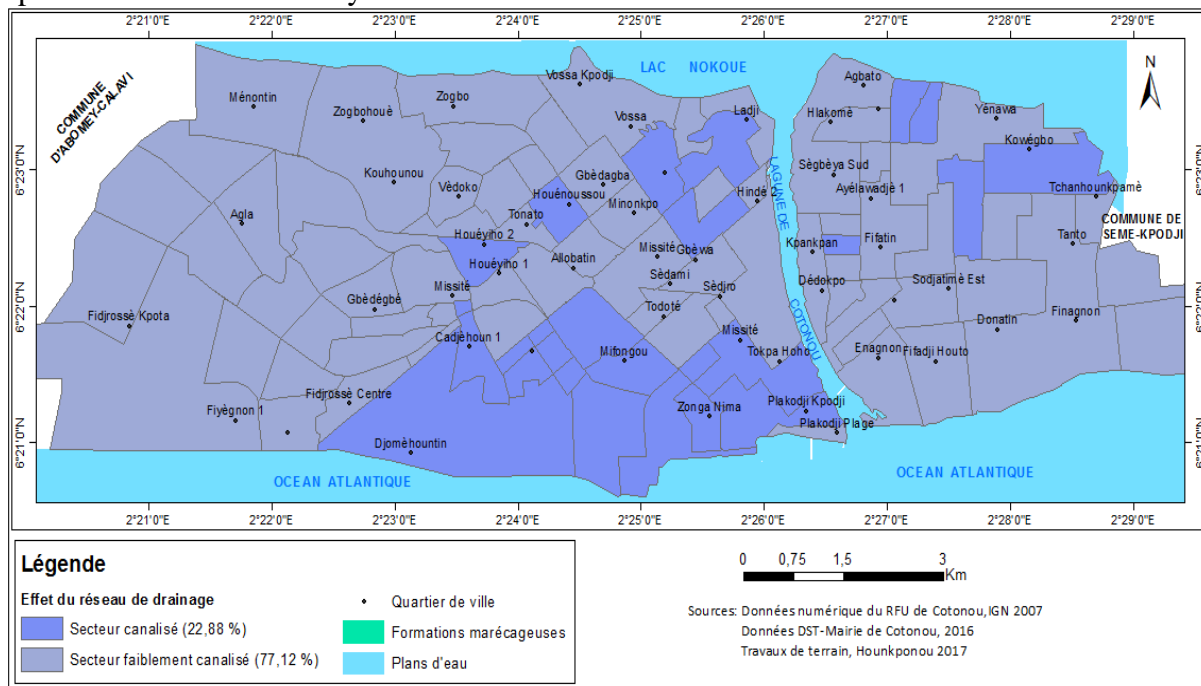 2°21'0"E 2°22'0"E 2°23'0"E 2°24'0"E 2°25'0"E 2°26'0"E 2°27'0"E 2°28'0"E 2°29'0"E
COMMUNE
D'ABOMEY-CALAVI
LAC NOKOUE
N
Vossa Kpodji
Agbato
Ménontin
Zogbo
Zogbohouè
Vossa
Ladji
Hlakomè
Yénawa
Kowégbo
6°23'0"N
Kouhounou
Vèdoko
Gbèdagba
Houénoussou
Minonkpo
Hindé
Sègbèya Sud
Ayélawadjè 1
Tchanhounkpamè
Agla
Tonato
LAGUNE DE
COTONOU
COMMUNE DE
SEME-KPODJI
Houéyiho 2
Houéyiho 1
Allobatin
Missité
Gbèwa
Kpankpan
Fifatin
Tanto
Missité
Sèdami
Sèdjro
Dédokpo
Sodjatimè Est
6°22'0"N
Gbèdégbé
Todoté
Fidjrossè Kpota
Missité
Donatin
Finagnon
Cadjèhoun 1
Mifongou
Tokpa Hoho
Enagnon
Fifadji Houto
Fidjrossè Centre
Fiyègnon 1
Zonga Nima
Plakodji Kpodji
Plakodji Plage
6°21'0"N
Djomèhountin
OCEAN ATLANTIQUE
OCEAN ATLANTIQUE
2°21'0"E 2°22'0"E 2°23'0"E 2°24'0"E 2°25'0"E 2°26'0"E 2°27'0"E 2°28'0"E 2°29'0"E
Légende
Effet du réseau de drainage
Secteur canalisé (22,88 %)
Secteur faiblement canalisé (77,12 %)
Quartier de ville
Formations marécageuses
Plans d'eau
0 0,75 1,5 3
Km
Sources: Données numérique du RFU de Cotonou,IGN 2007
Données DST-Mairie de Cotonou, 2016
Travaux de terrain, Hounkponou 2017